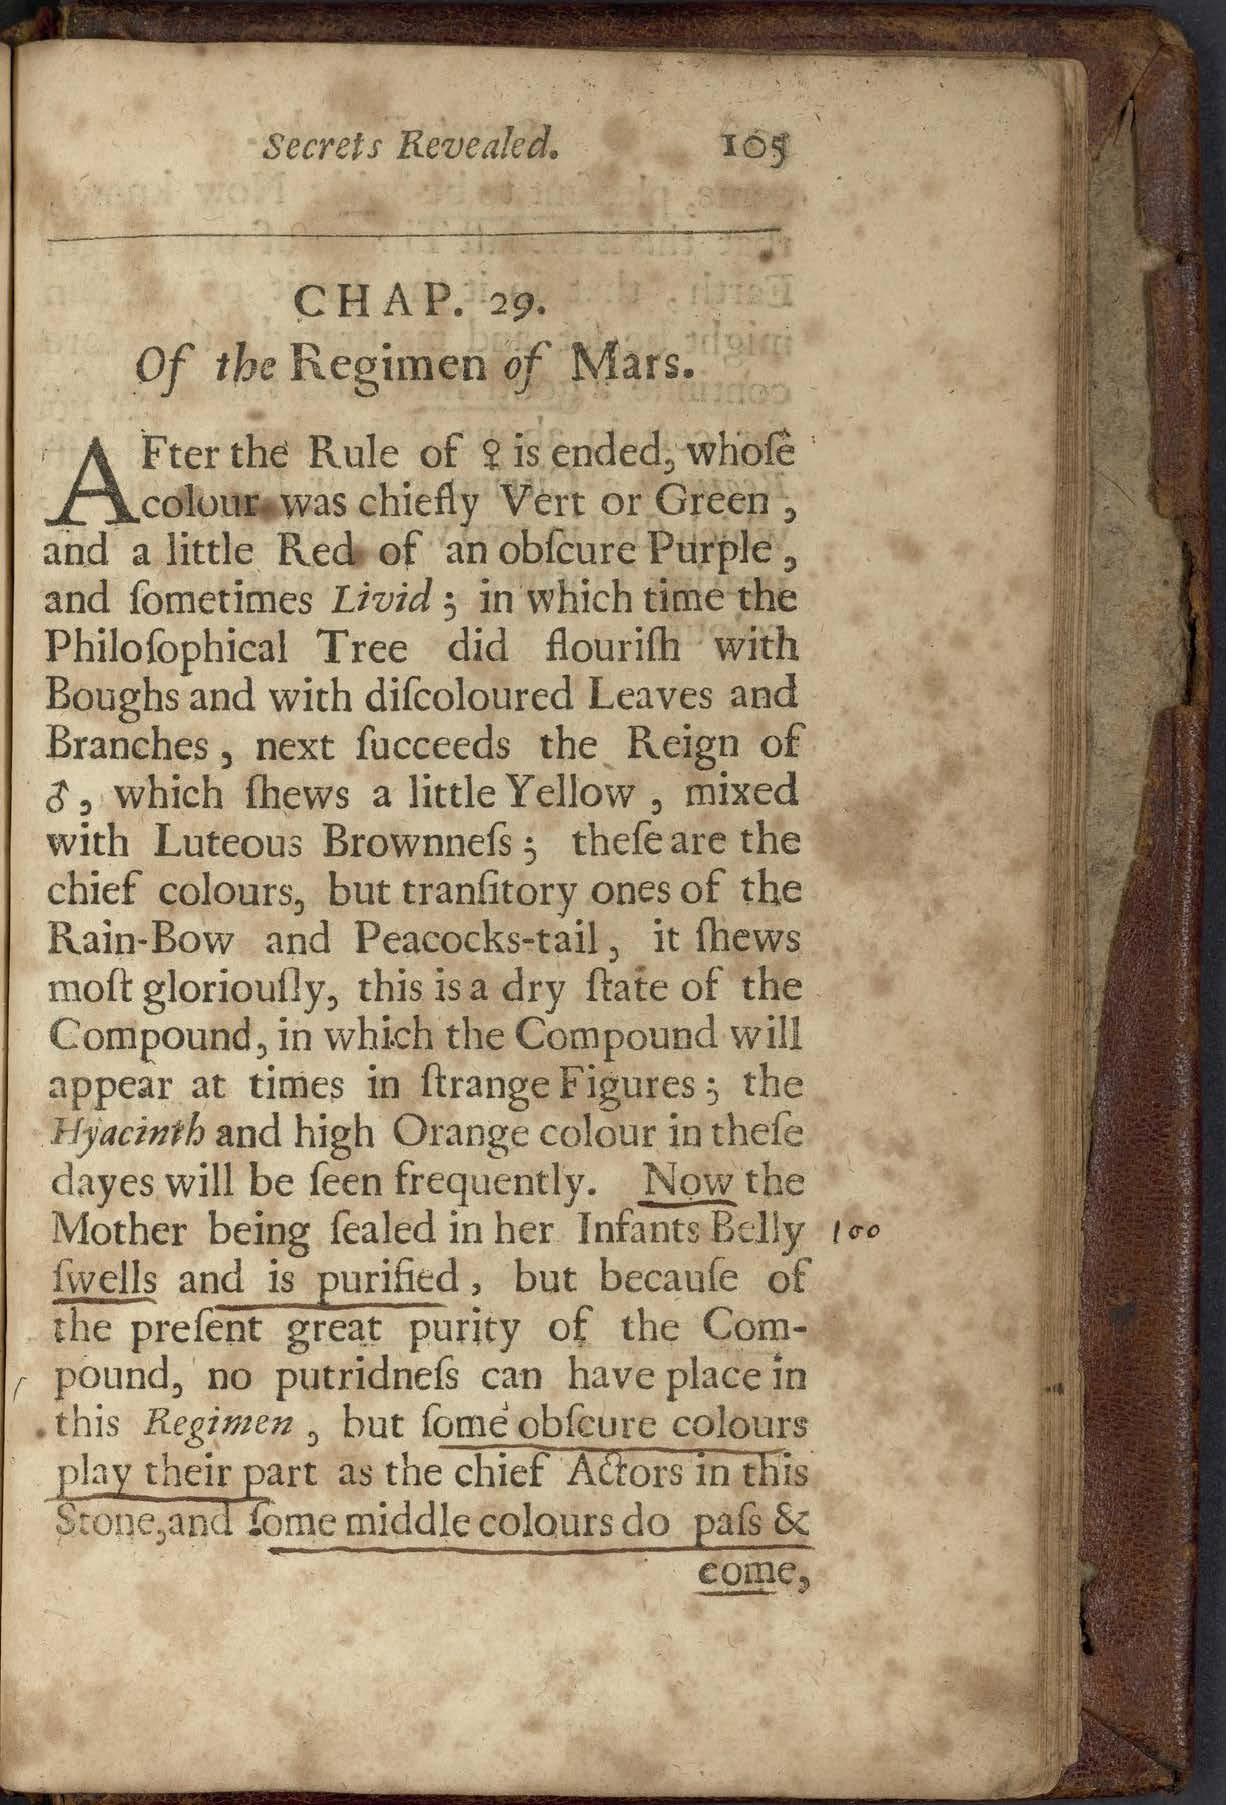 Secrets Revealed. 105
CHAP. 29.
Of the Regimen of Mars.
AFter the Rule of ♀ is ended, whoſe
colour was chiefly Vert or Green,
and a little Red of an obſcure Purple,
and ſometimes Livid; in which time the
Philoſophical Tree did flouriſh with
Boughs and with diſcoloured Leaves and
Branches, next ſucceeds the Reign of
♂, which ſhews a little Yellow, mixed
with Luteous Brownneſs; theſe are the
chief colours, but tranſitory ones of the
Rain-Bow and Peacocks-tail, it ſhews
moſt gloriouſly, this is a dry ſtate of the
Compound, in which the Compound will
appear at times in ſtrange Figures; the
Hyacinth and high Orange colour in theſe
dayes will be ſeen frequently. Now the
Mother being ſealed in her Infants Belly 100
ſwells and is purified, but becauſe of
the preſent great purity of the Com-
pound, no putridneſs can have place in
this Regimen, but ſome obſcure colours
play their part as the chief Actors in this
Stone, and ſome middle colours do paſs &
come,